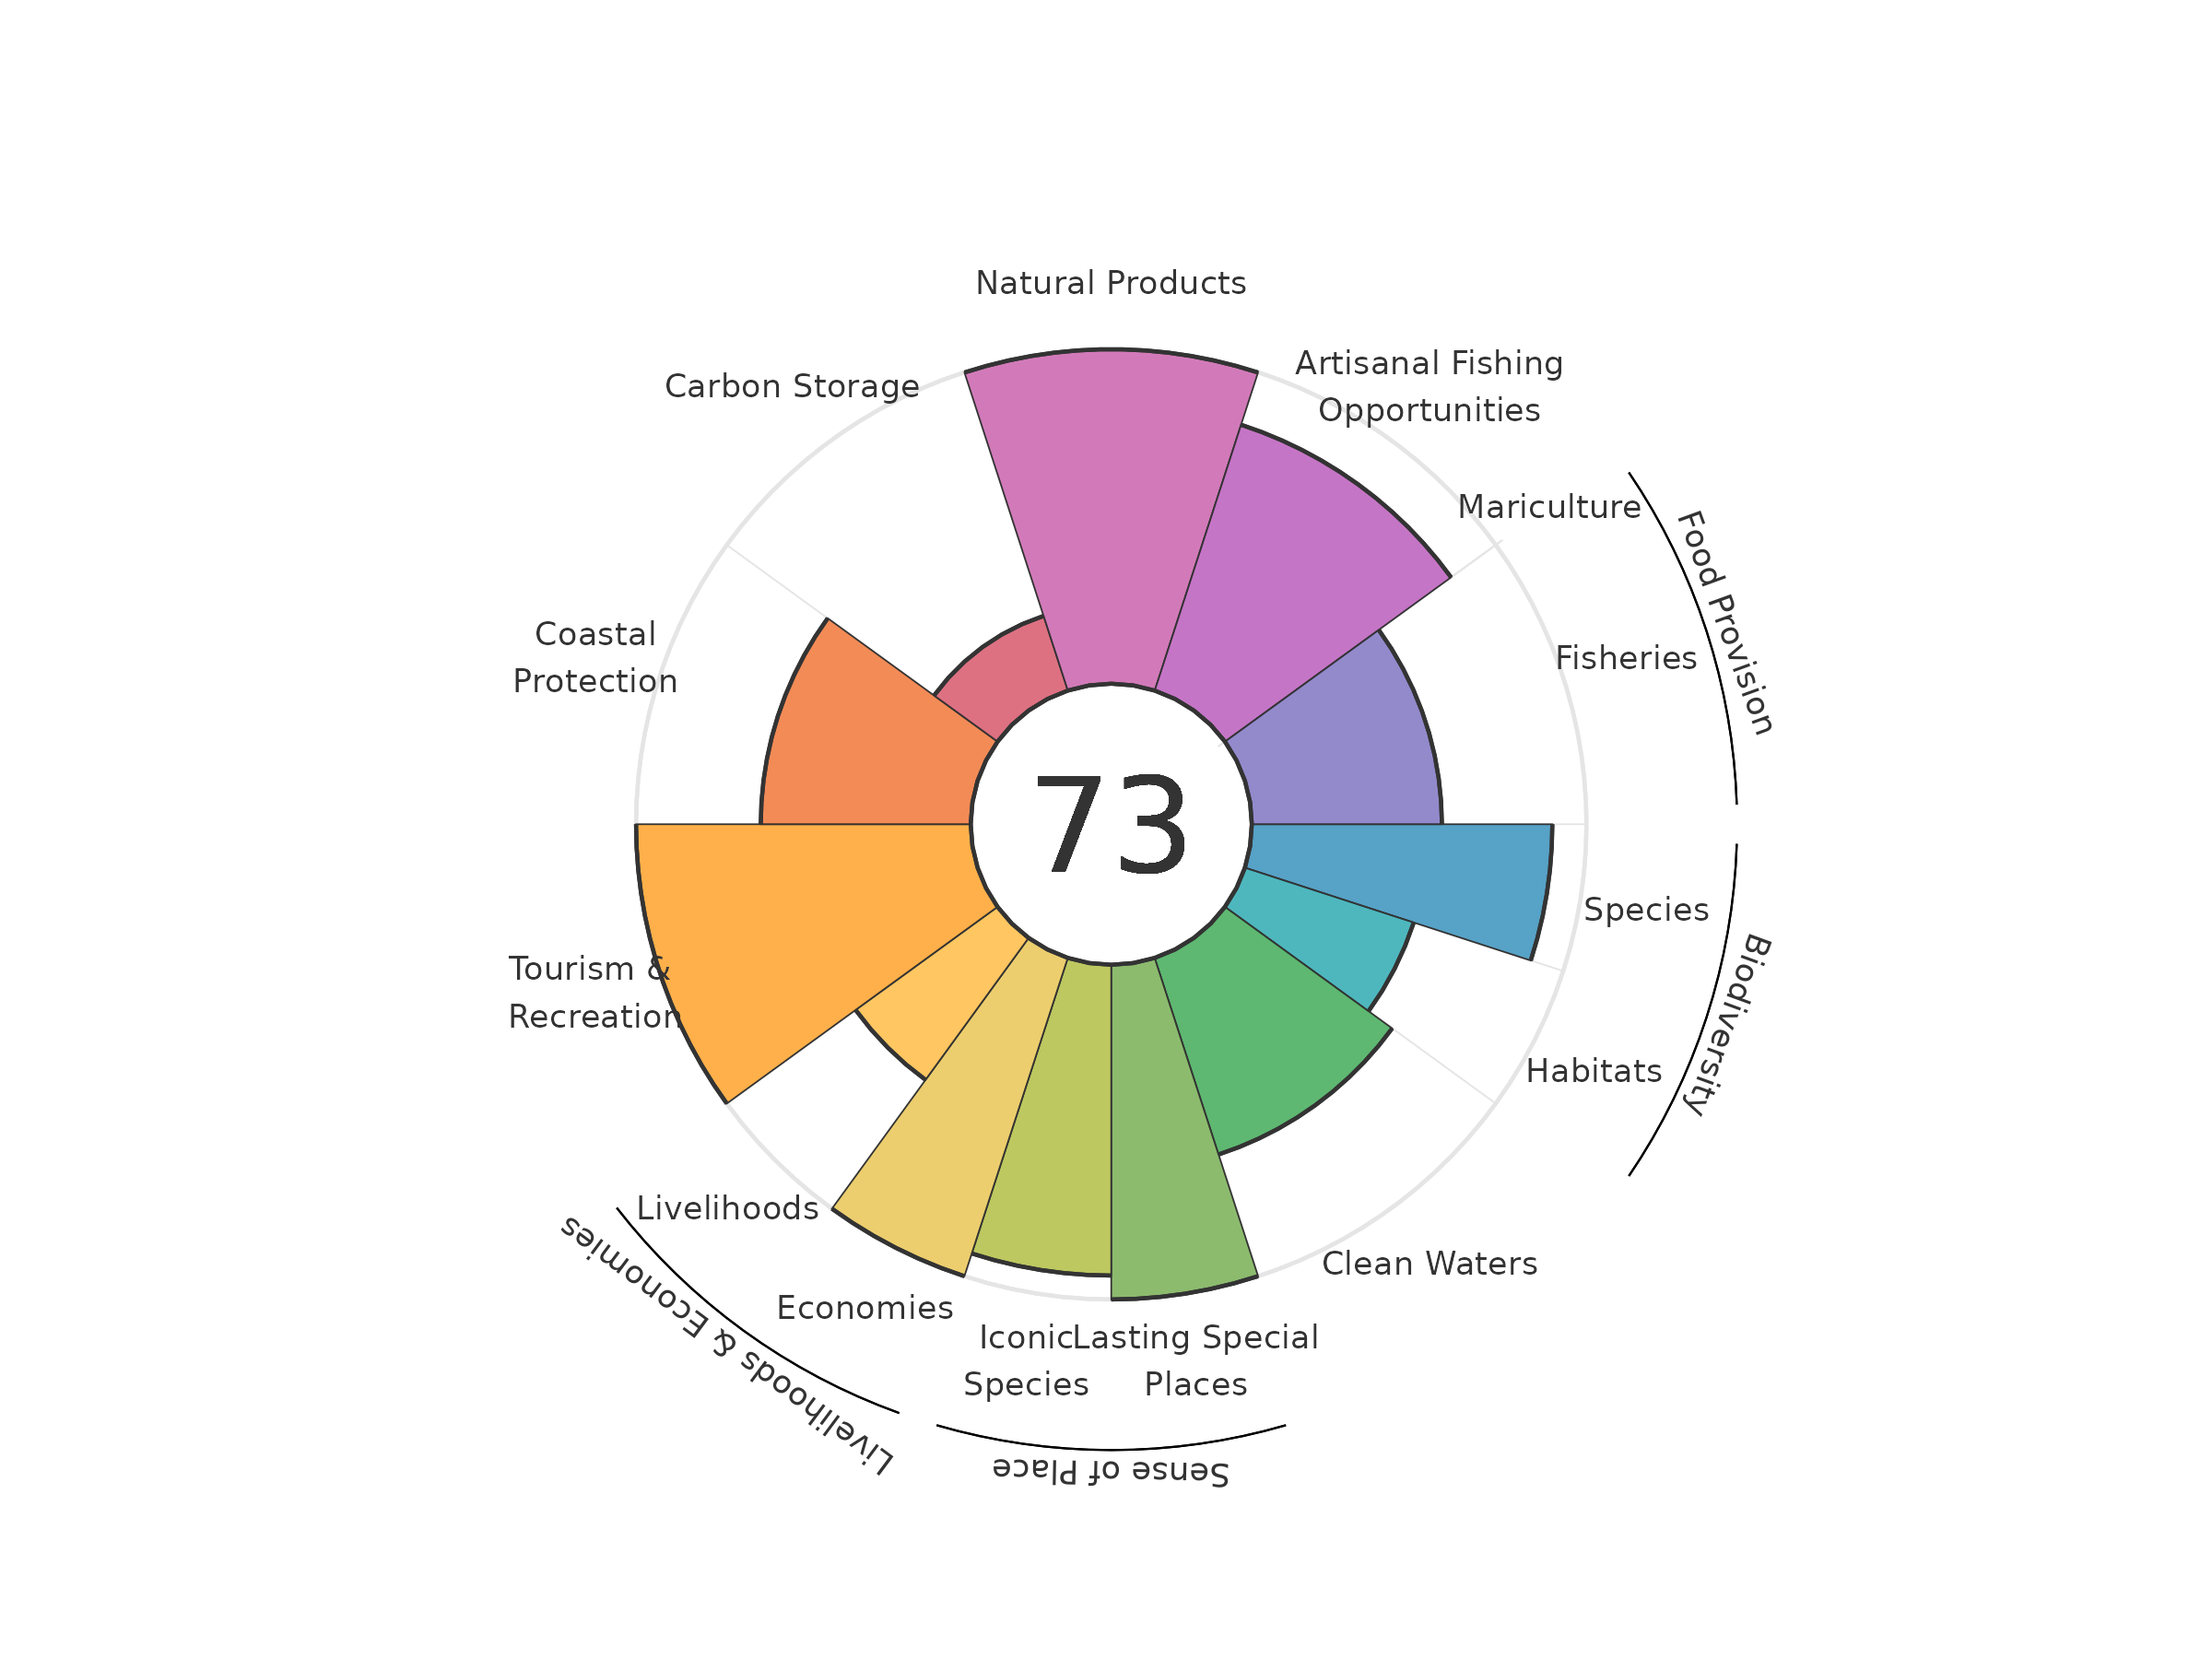 Natural Products
Artisanal Fishing
Opportunities
Carbon Storage
Mariculture
Food Provision
Fisheries
Coastal
Protection
73
Species
Biodiversity
Habitats
Tourism &
Recreation
Livelihoods
Clean Waters
Economies
Livelihoods & Economies
Iconic
Species
Lasting Special
Places
Sense of Place